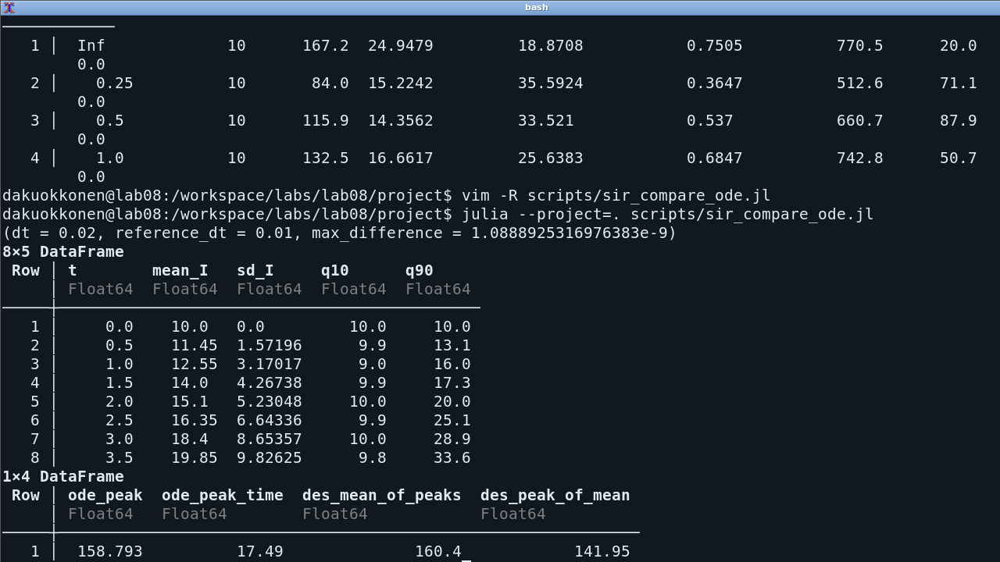 bash
1 │ Inf 10 167.2 24.9479 18.8708 0.7505 770.5 20.0
0.0
2 │ 0.25 10 84.0 15.2242 35.5924 0.3647 512.6 71.1
0.0
3 │ 0.5 10 115.9 14.3562 33.521 0.537 660.7 87.9
0.0
4 │ 1.0 10 132.5 16.6617 25.6383 0.6847 742.8 50.7
0.0
dakuokkonen@lab08:/workspace/labs/lab08/project$ vim -R scripts/sir_compare_ode.jl
dakuokkonen@lab08:/workspace/labs/lab08/project$ julia --project=. scripts/sir_compare_ode.jl
(dt = 0.02, reference_dt = 0.01, max_difference = 1.0888925316976383e-9)
8×5 DataFrame
Row │ t mean_I sd_I q10 q90
│ Float64 Float64 Float64 Float64 Float64
1 │ 0.0 10.0 0.0 10.0 10.0
2 │ 0.5 11.45 1.57196 9.9 13.1
3 │ 1.0 12.55 3.17017 9.0 16.0
4 │ 1.5 14.0 4.26738 9.9 17.3
5 │ 2.0 15.1 5.23048 10.0 20.0
6 │ 2.5 16.35 6.64336 9.9 25.1
7 │ 3.0 18.4 8.65357 10.0 28.9
8 │ 3.5 19.85 9.82625 9.8 33.6
1×4 DataFrame
Row │ ode_peak ode_peak_time des_mean_of_peaks des_peak_of_mean
│ Float64 Float64 Float64 Float64
1 │ 158.793 17.49 160.4 141.95